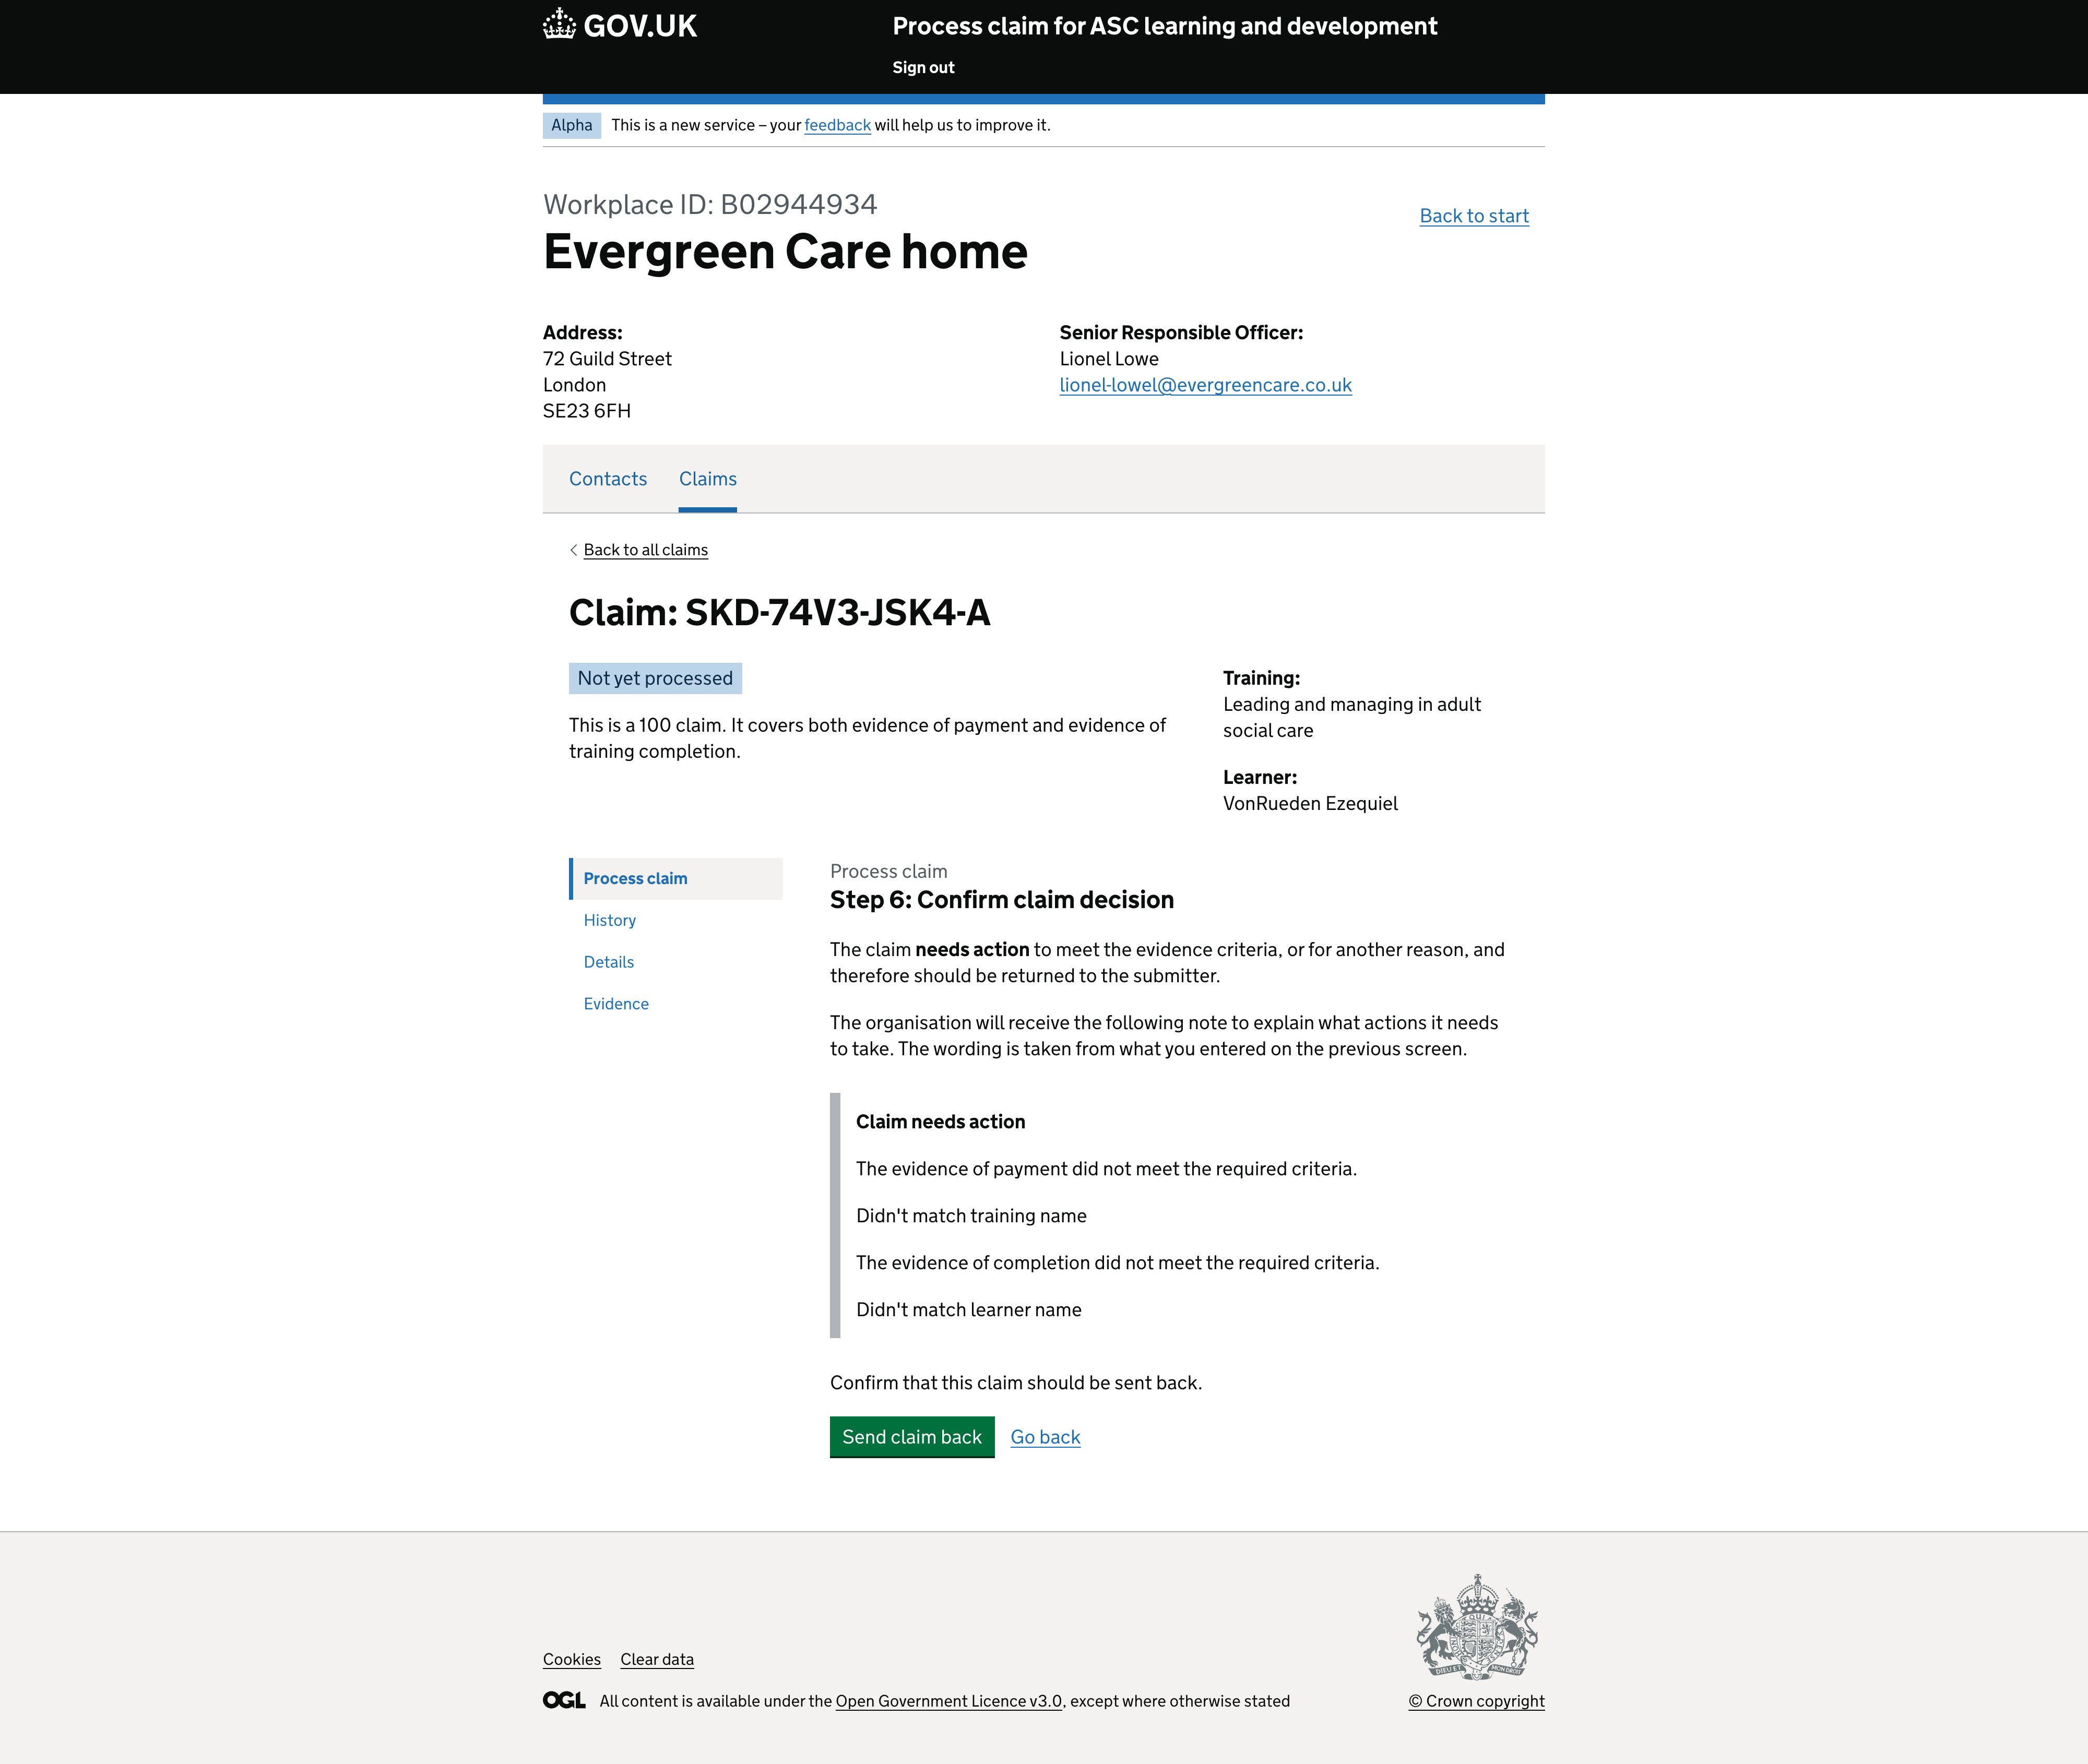 GOV.UK
Process claim for ASC learning and development
Sign out
Alpha
This is a new service – your feedback will help us to improve it.
Workplace ID: B02944934
Back to start
Evergreen Care home
Address:
72 Guild Street
London
SE23 6FH
Senior Responsible Officer:
Lionel Lowe
lionel-lowel@evergreencare.co.uk
Contacts
Claims
Back to all claims
Claim: SKD-74V3-JSK4-A
Not yet processed
This is a 100 claim. It covers both evidence of payment and evidence of
training completion.
Training:
Leading and managing in adult
social care
Learner:
VonRueden Ezequiel
Process claim
History
Details
Evidence
Process claim
Step 6: Confirm claim decision
The claim needs action to meet the evidence criteria, or for another reason, and
therefore should be returned to the submitter.
The organisation will receive the following note to explain what actions it needs
to take. The wording is taken from what you entered on the previous screen.
Claim needs action
The evidence of payment did not meet the required criteria.
Didn't match training name
The evidence of completion did not meet the required criteria.
Didn't match learner name
Confirm that this claim should be sent back.
Send claim back
Go back
Cookies
Clear data
DIEU ET MON DROIT
OGL
All content is available under the Open Government Licence v3.0, except where otherwise stated
© Crown copyright